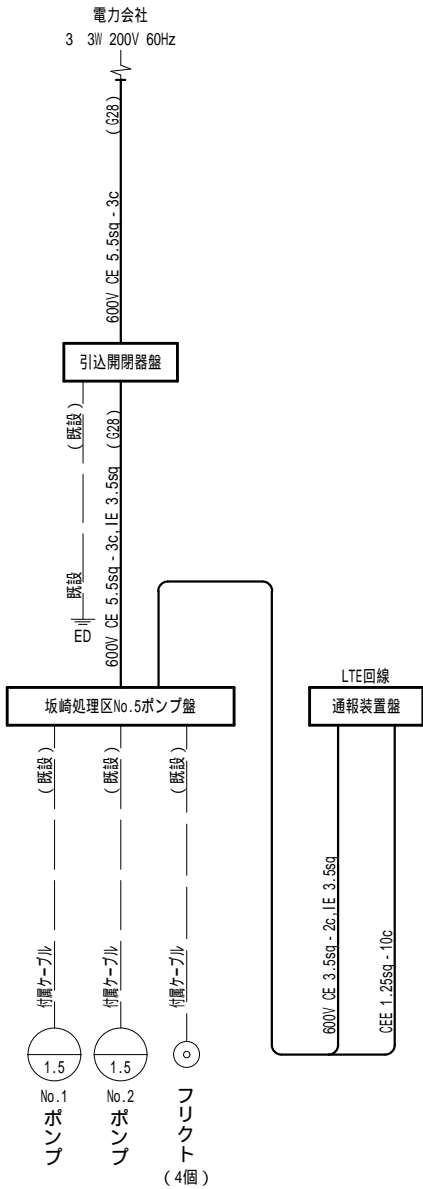 電力会社
3 3W 200V 60Hz
(G28)
600V CE 5.5sq - 3c
引込開閉器盤
(既設)
既設
ED
(G28)
600V CE 5.5sq - 3c,IE 3.5sq
坂崎処理区No.5ポンプ盤
LTE回線
通報装置盤
(既設)
(既設)
(既設)
付属ケーブル
付属ケーブル
付属ケーブル
600V CE 3.5sq - 2c,IE 3.5sq
CEE 1.25sq - 10c
1.5
No.1
ポンプ
1.5
No.2
ポンプ
フリクト
(4個)